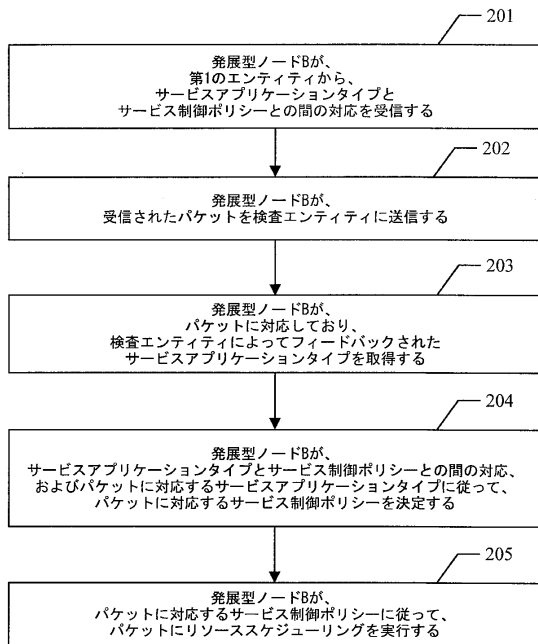 201
発展型ノードBが、
第1のエンティティから、
サービスアプリケーションタイプと
サービス制御ポリシーとの間の対応を受信する
202
発展型ノードBが、
受信されたパケットを検査エンティティに送信する
203
発展型ノードBが、
パケットに対応しており、
検査エンティティによってフィードバックされた
サービスアプリケーションタイプを取得する
204
発展型ノードBが、
サービスアプリケーションタイプとサービス制御ポリシーとの間の対応、
およびパケットに対応するサービスアプリケーションタイプに従って、
パケットに対応するサービス制御ポリシーを決定する
205
発展型ノードBが、
パケットに対応するサービス制御ポリシーに従って、
パケットにリソーススケジューリングを実行する